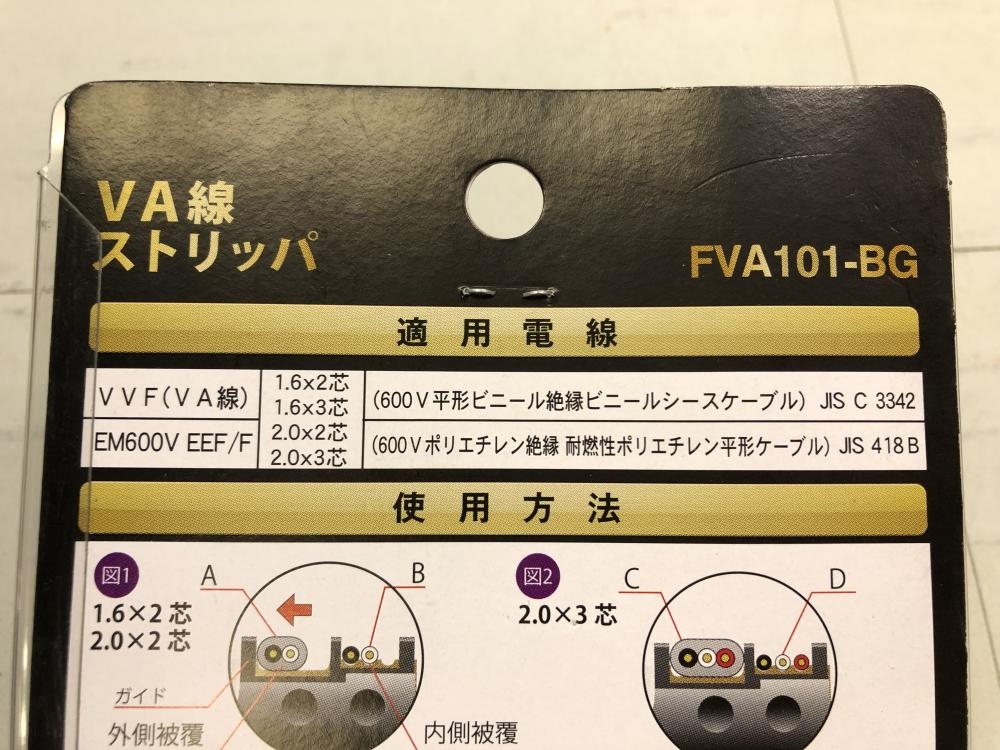 VA線
ストリッパ
FVA101-BG
適用電線
VVF(VA線)
1.6x2芯
1.6x3芯
(600V平形ビニール絶縁ビニールシースケーブル) JIS C 3342
EM600V EEF/F
2.0x2芯
2.0x3芯
(600Vポリエチレン絶縁 耐燃性ポリエチレン平形ケーブル) JIS 418 B
使用方法
図1
A
B
1.6×2 芯
2.0×2 芯
ガイド
外側被覆
内側被覆
図2
C
D
2.0×3 芯